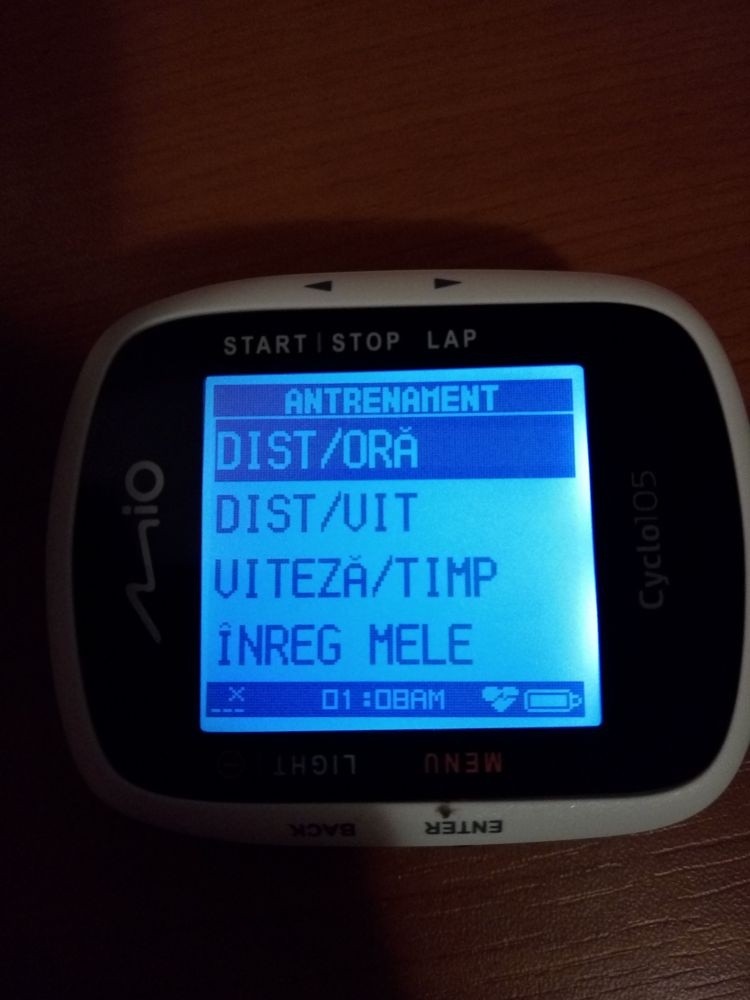 START | STOP LAP
ANTRENAMENT
DIST/ORĂ
DIST/VIT
VITEZĂ/TIMP
ÎNREG MELE
01:08AM
LIGHT MENU
BACK ENTER
Mio
Cyclo105